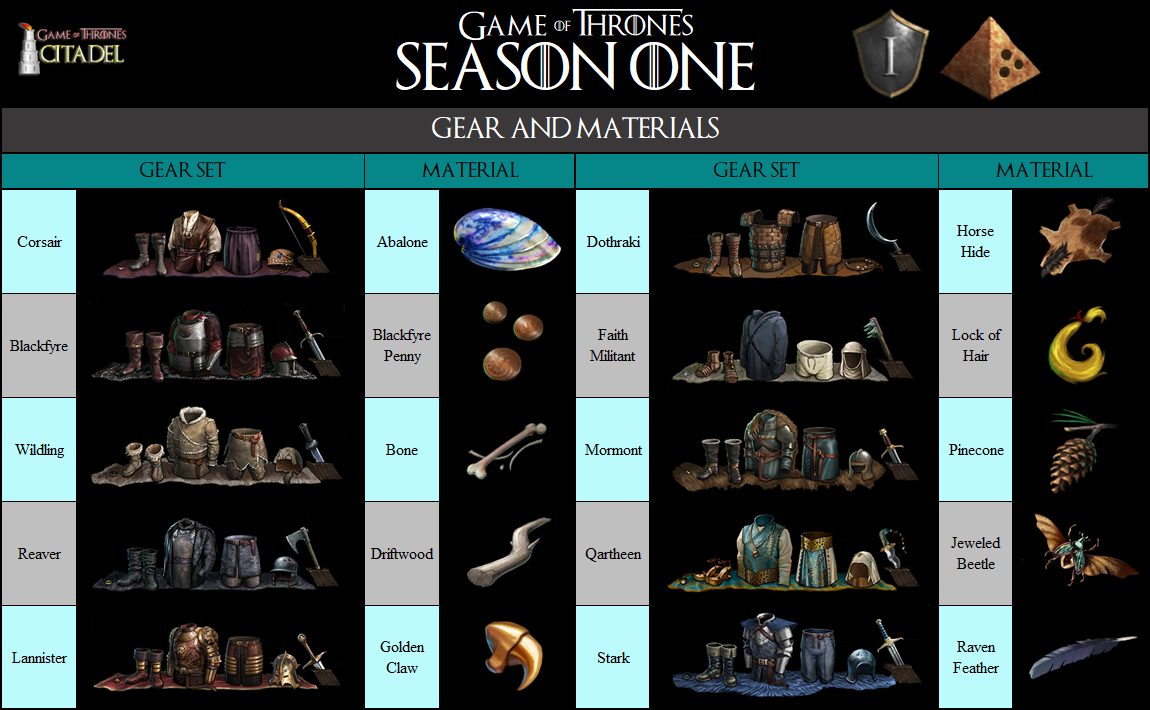 GAME OF THRONES
CITADEL
GAME OF THRONES
SEASON ONE
I
GEAR AND MATERIALS
GEAR SET
MATERIAL
GEAR SET
MATERIAL
Corsair
Abalone
Dothraki
Horse
Hide
Blackfyre
Blackfyre
Penny
Faith
Militant
Lock of
Hair
Wildling
Bone
Mormont
Pinecone
Reaver
Driftwood
Qartheen
Jeweled
Beetle
Lannister
Golden
Claw
Stark
Raven
Feather